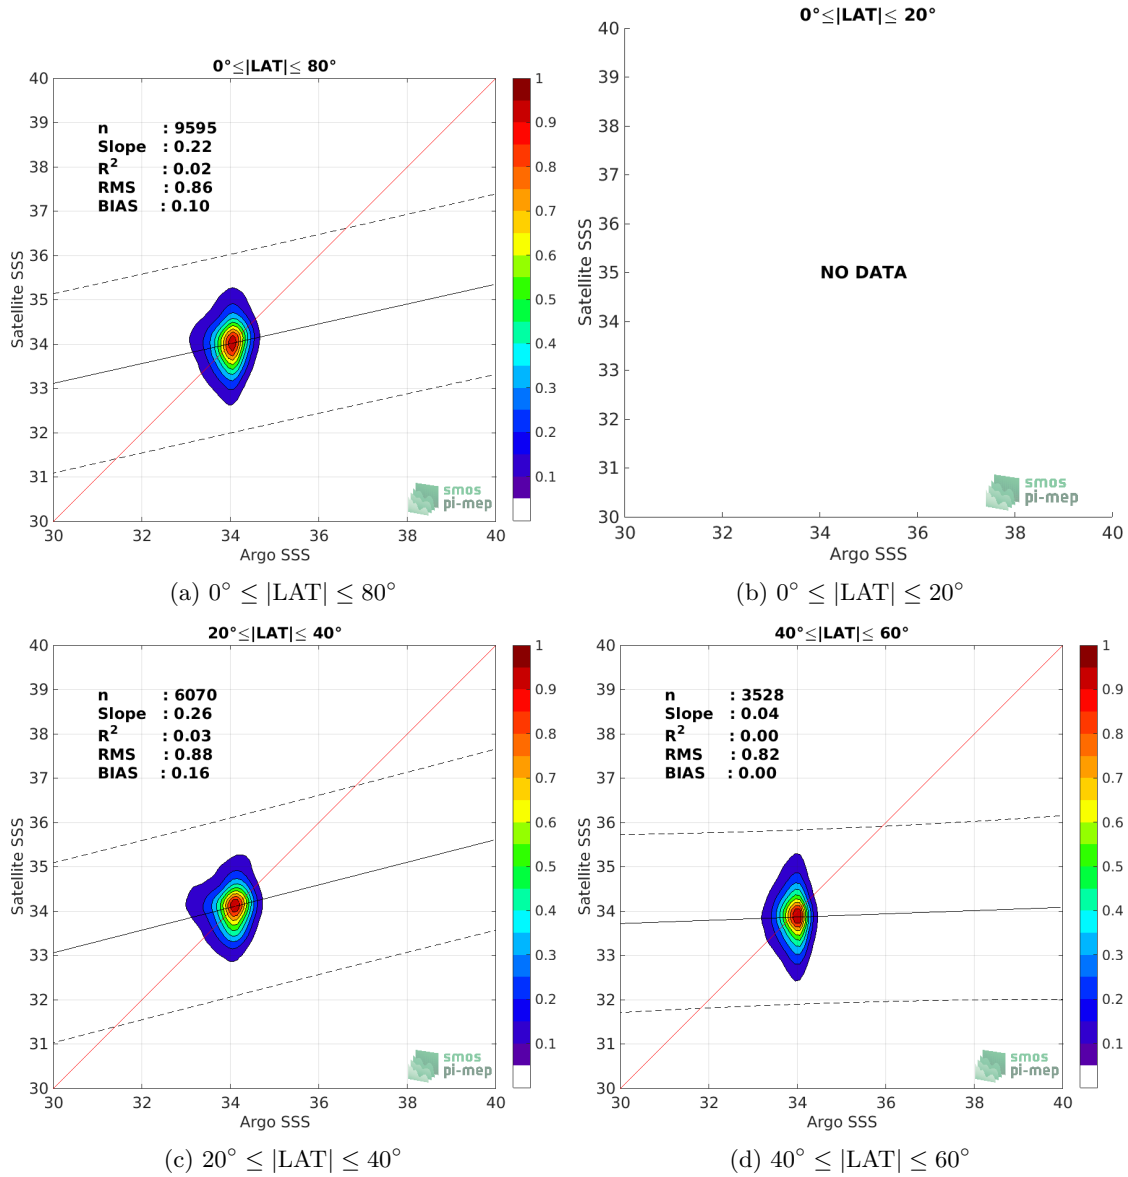 0°≤|LAT|≤ 80°
40
39
38
37
36
35
34
33
32
31
30
30
32
34
36
38
40
Satellite SSS
Argo SSS
n : 9595
Slope : 0.22
R² : 0.02
RMS : 0.86
BIAS : 0.10
1
0.9
0.8
0.7
0.6
0.5
0.4
0.3
0.2
0.1
smos
pi-mep
(a) 0° ≤ |LAT| ≤ 80°
0°≤|LAT|≤ 20°
40
39
38
37
36
35
34
33
32
31
30
30
32
34
36
38
40
Satellite SSS
Argo SSS
NO DATA
smos
pi-mep
(b) 0° ≤ |LAT| ≤ 20°
20°≤|LAT|≤ 40°
40
39
38
37
36
35
34
33
32
31
30
30
32
34
36
38
40
Satellite SSS
Argo SSS
n : 6070
Slope : 0.26
R² : 0.03
RMS : 0.88
BIAS : 0.16
1
0.9
0.8
0.7
0.6
0.5
0.4
0.3
0.2
0.1
smos
pi-mep
(c) 20° ≤ |LAT| ≤ 40°
40°≤|LAT|≤ 60°
40
39
38
37
36
35
34
33
32
31
30
30
32
34
36
38
40
Satellite SSS
Argo SSS
n : 3528
Slope : 0.04
R² : 0.00
RMS : 0.82
BIAS : 0.00
1
0.9
0.8
0.7
0.6
0.5
0.4
0.3
0.2
0.1
smos
pi-mep
(d) 40° ≤ |LAT| ≤ 60°